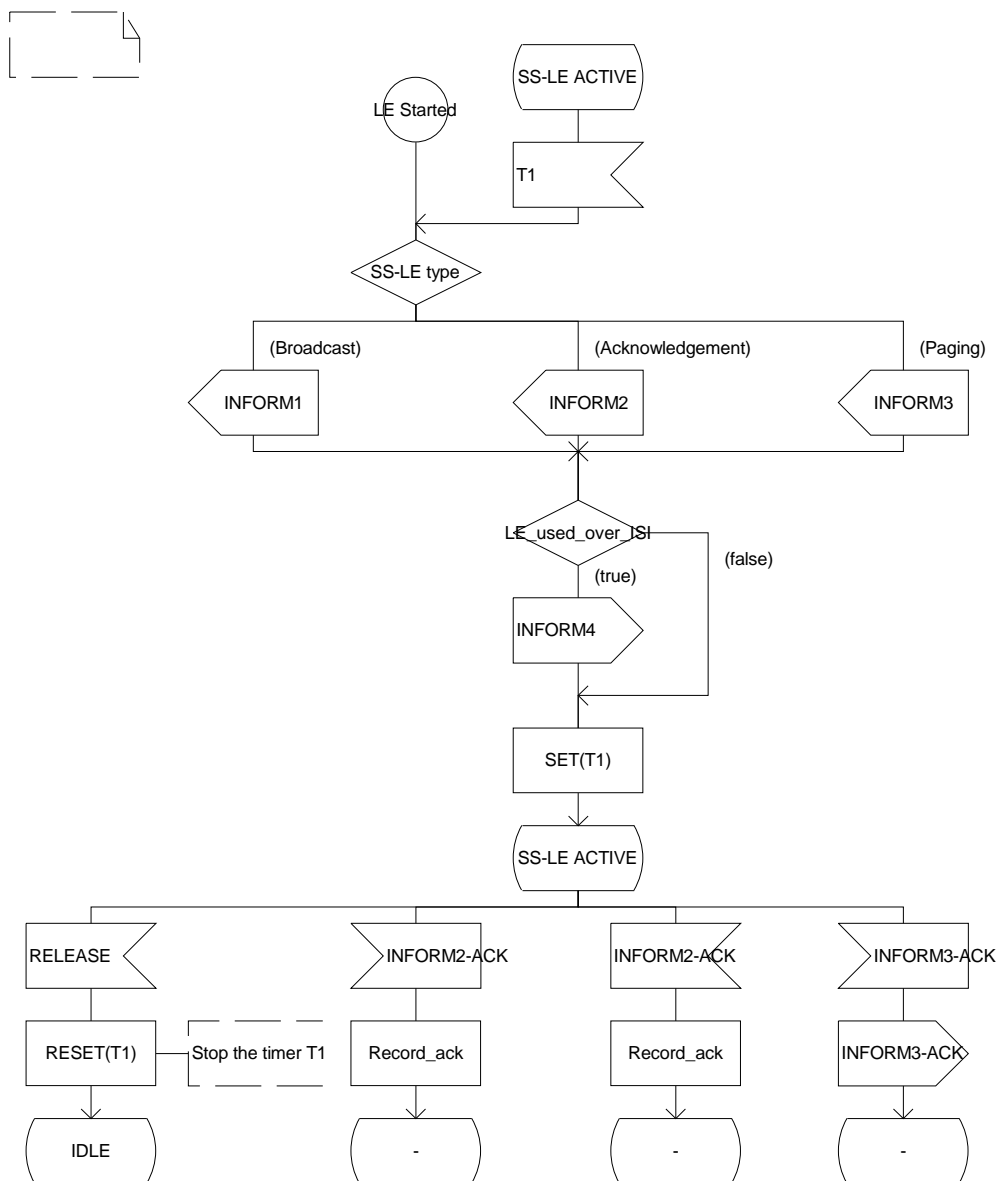 SS-LE ACTIVE
LE Started
T1
SS-LE type
(Broadcast)
(Acknowledgement)
(Paging)
INFORM1
INFORM2
INFORM3
LE_used_over_ISI
(false)
(true)
INFORM4
SET(T1)
SS-LE ACTIVE
RELEASE
INFORM2-ACK
INFORM2-ACK
INFORM3-ACK
RESET(T1)
Stop the timer T1
Record_ack
Record_ack
INFORM3-ACK
IDLE
-
-
-